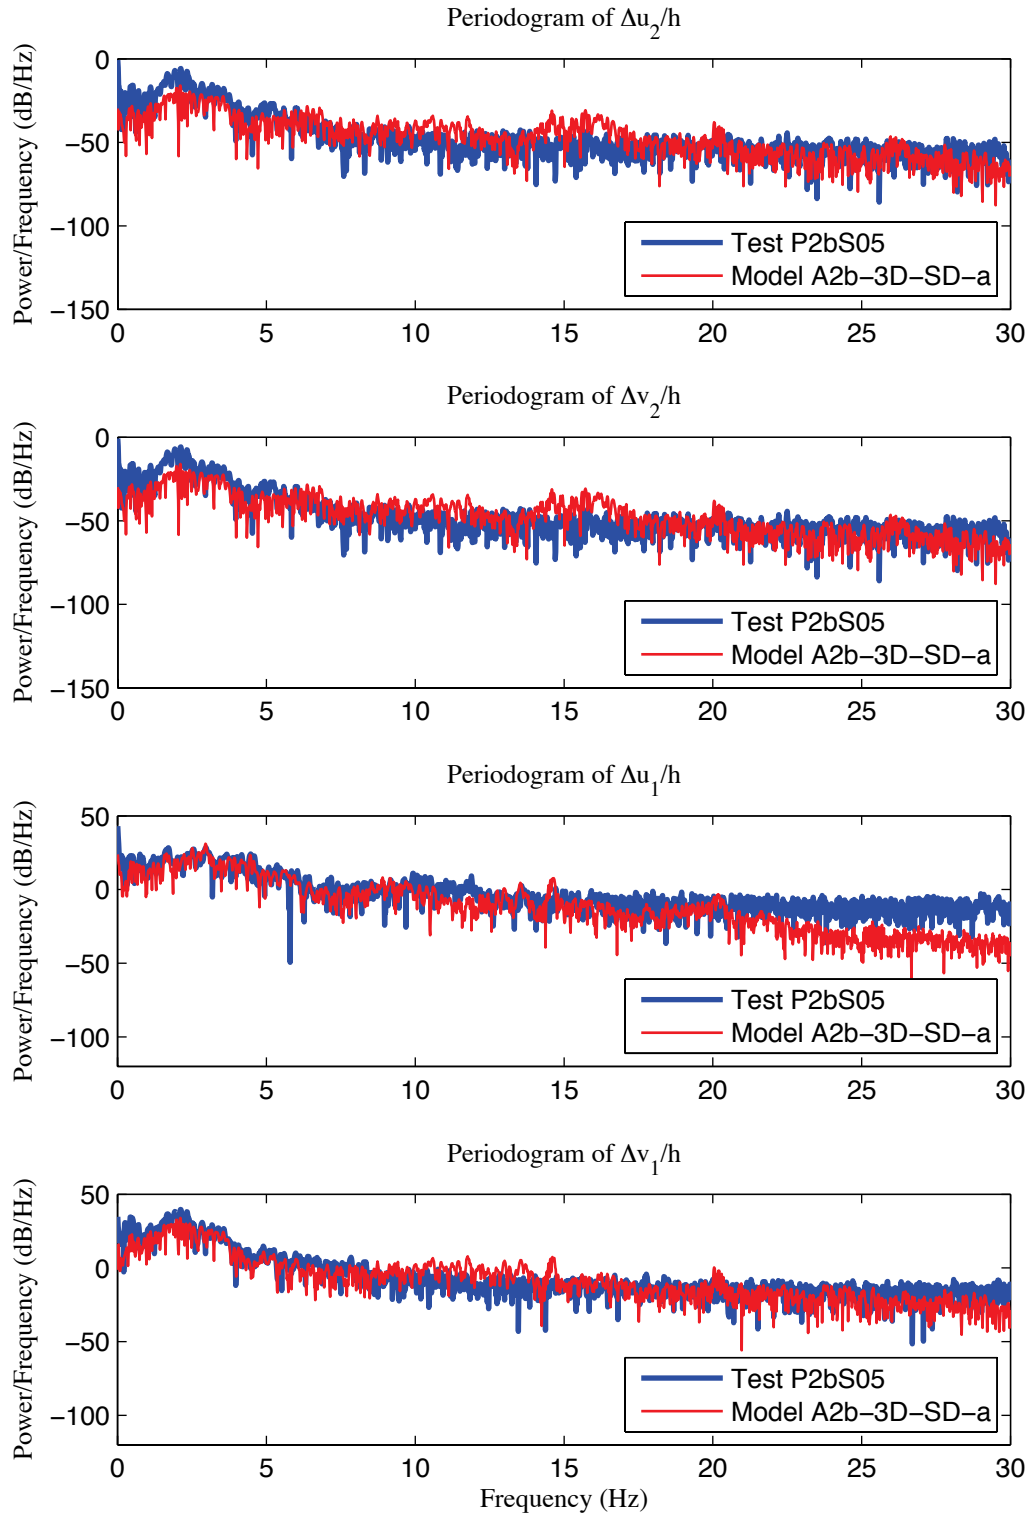 Periodogram of Δu2/h
Power/Frequency (dB/Hz)
0
−50
−100
−150
0 5 10 15 20 25 30
Test P2bS05
Model A2b−3D−SD−a
Periodogram of Δv2/h
Power/Frequency (dB/Hz)
0
−50
−100
−150
0 5 10 15 20 25 30
Test P2bS05
Model A2b−3D−SD−a
Periodogram of Δu1/h
Power/Frequency (dB/Hz)
50
0
−50
−100
0 5 10 15 20 25 30
Test P2bS05
Model A2b−3D−SD−a
Periodogram of Δv1/h
Power/Frequency (dB/Hz)
50
0
−50
−100
0 5 10 15 20 25 30
Test P2bS05
Model A2b−3D−SD−a
Frequency (Hz)